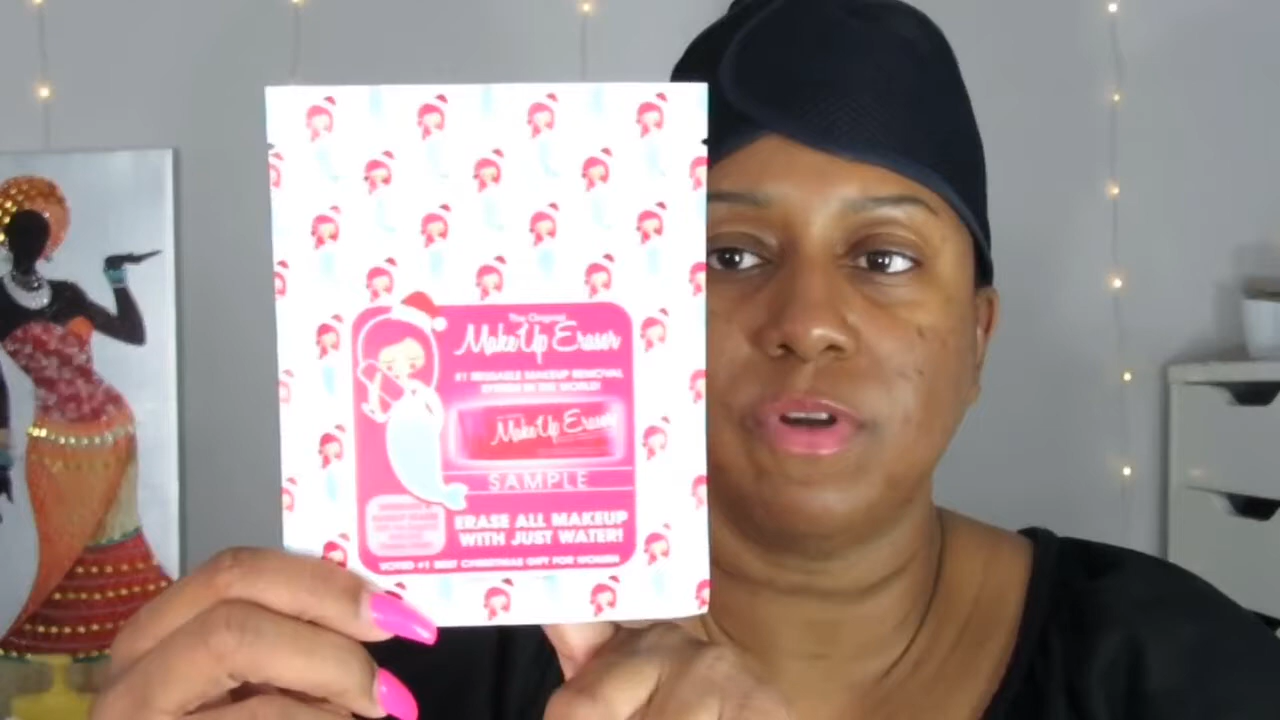 The Original
MakeUp Eraser
#1 REUSABLE MAKEUP REMOVAL
SYSTEM IN THE WORLD!
MakeUp Eraser
SAMPLE
ERASE ALL MAKEUP
WITH JUST WATER!
VOTED #1 BEST CHRISTMAS GIFT FOR WOMEN